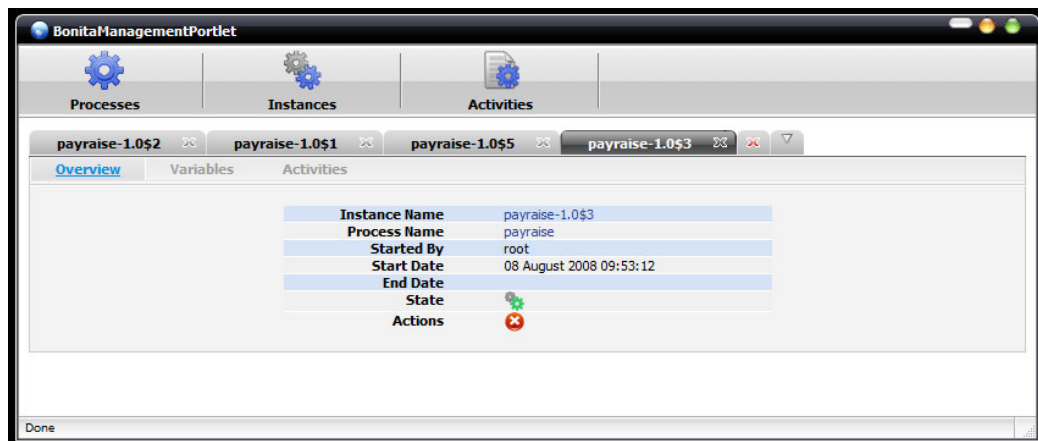 BonitaManagementPortlet
Processes Instances Activities
payraise-1.0$2 payraise-1.0$1 payraise-1.0$5 payraise-1.0$3
Overview Variables Activities
Instance Name payraise-1.0$3
Process Name payraise
Started By root
Start Date 08 August 2008 09:53:12
End Date
State
Actions
Done